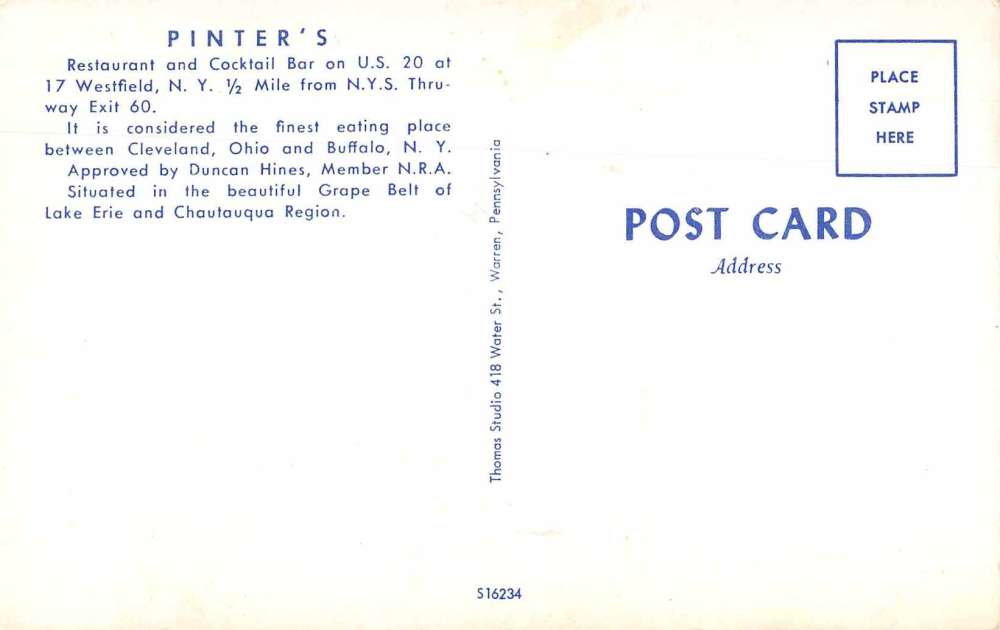 PINTER'S
Restaurant and Cocktail Bar on U.S. 20 at
17 Westfield, N. Y. ½ Mile from N.Y.S. Thru-
way Exit 60.
It is considered the finest eating place
between Cleveland, Ohio and Buffalo, N. Y.
Approved by Duncan Hines, Member N.R.A.
Situated in the beautiful Grape Belt of
Lake Erie and Chautauqua Region.
Thomas Studio 418 Water St., Warren, Pennsylvania
PLACE
STAMP
HERE
POST CARD
Address
S16234